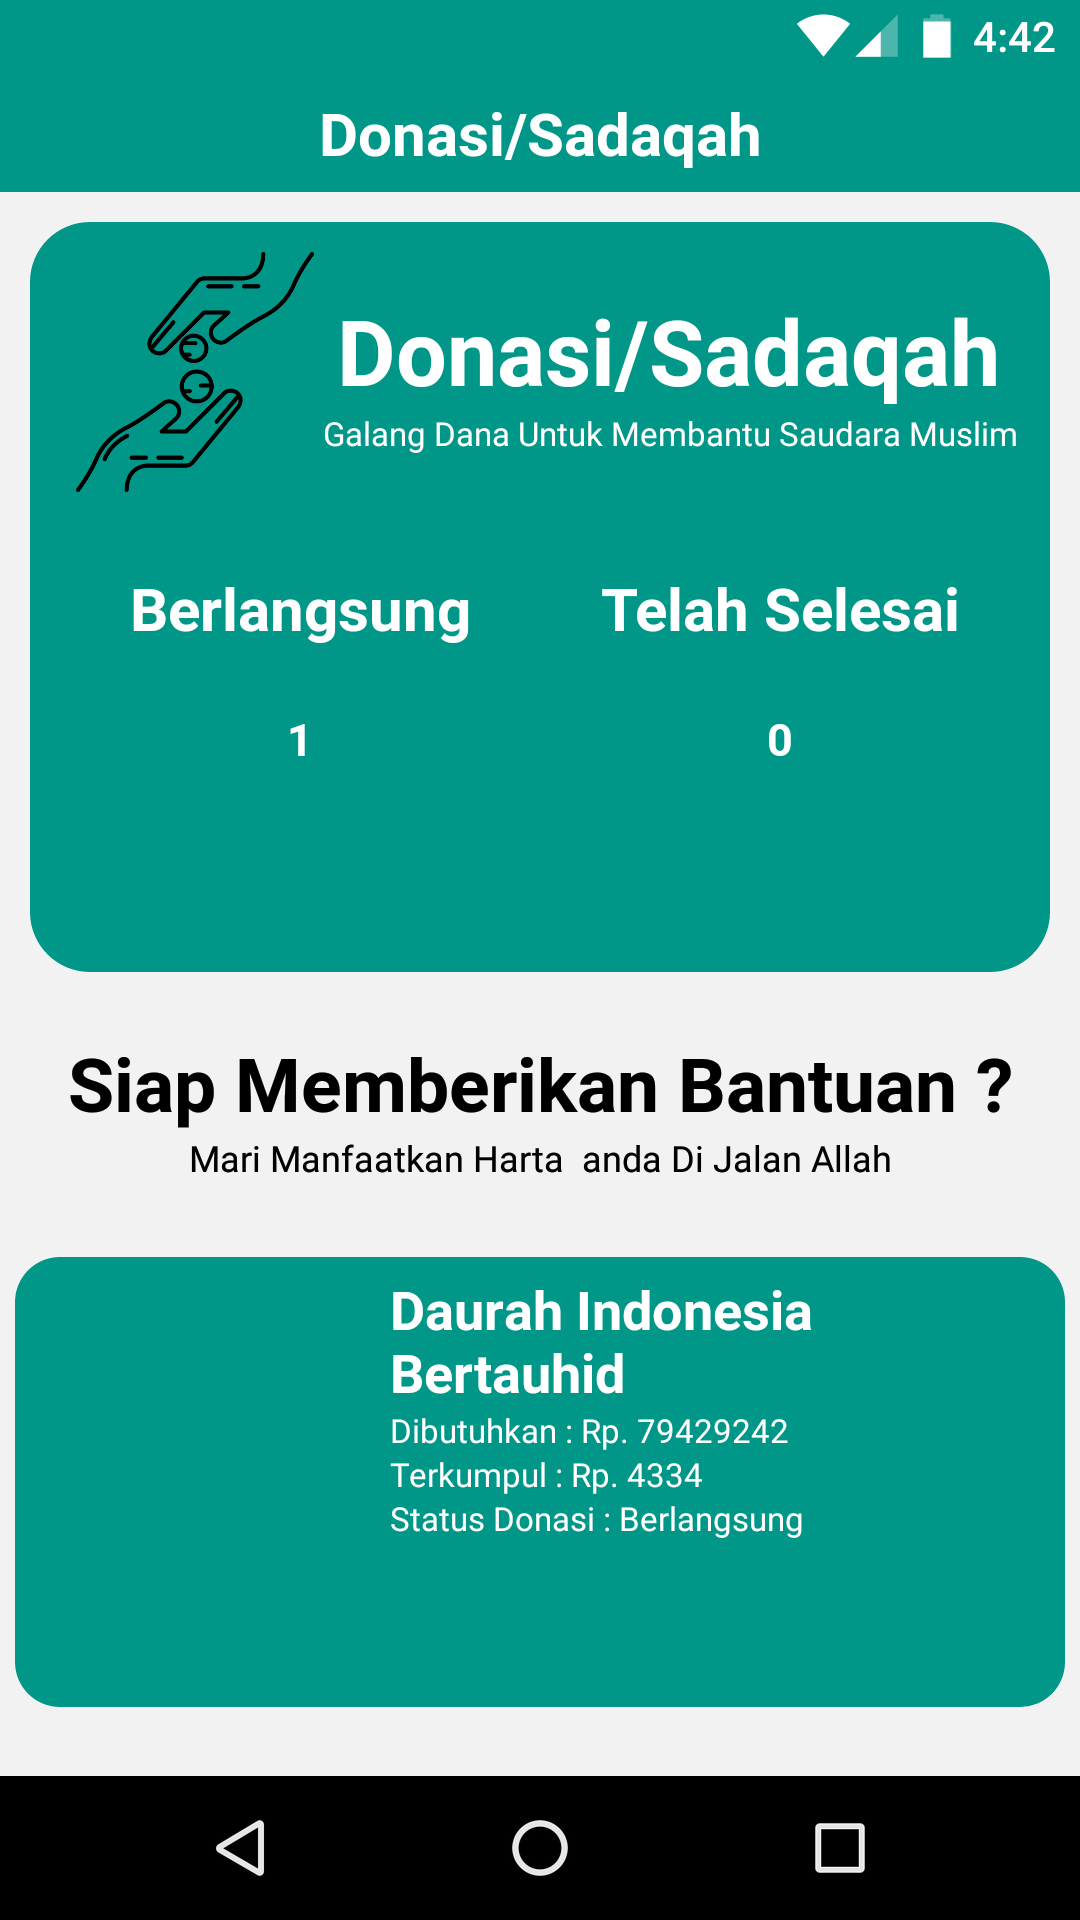 4:42
Donasi/Sadaqah
Donasi/Sadaqah
Galang Dana Untuk Membantu Saudara Muslim
Berlangsung
Telah Selesai
1
0
Siap Memberikan Bantuan ?
Mari Manfaatkan Harta  anda Di Jalan Allah
Daurah Indonesia
Bertauhid
Dibutuhkan : Rp. 79429242
Terkumpul : Rp. 4334
Status Donasi : Berlangsung